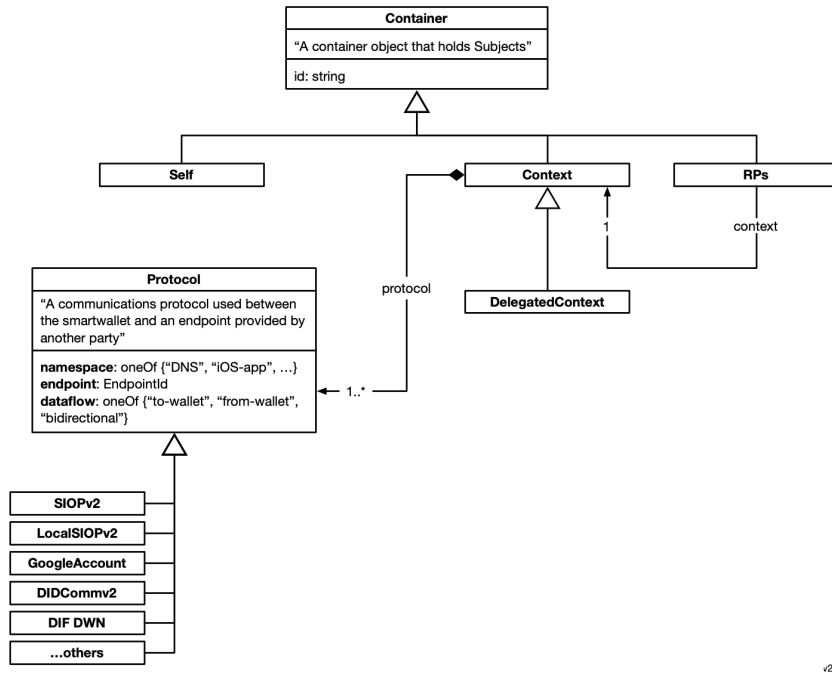 Container
“A container object that holds Subjects”
id: string
Self
Context
RPs
1
context
protocol
DelegatedContext
Protocol
“A communications protocol used between
the smartwallet and an endpoint provided by
another party”
namespace: oneOf {“DNS”, “iOS-app”, …}
endpoint: EndpointId
dataflow: oneOf {“to-wallet”, “from-wallet”,
“bidirectional”}
1..*
SIOPv2
LocalSIOPv2
GoogleAccount
DIDCommv2
DIF DWN
…others
v2